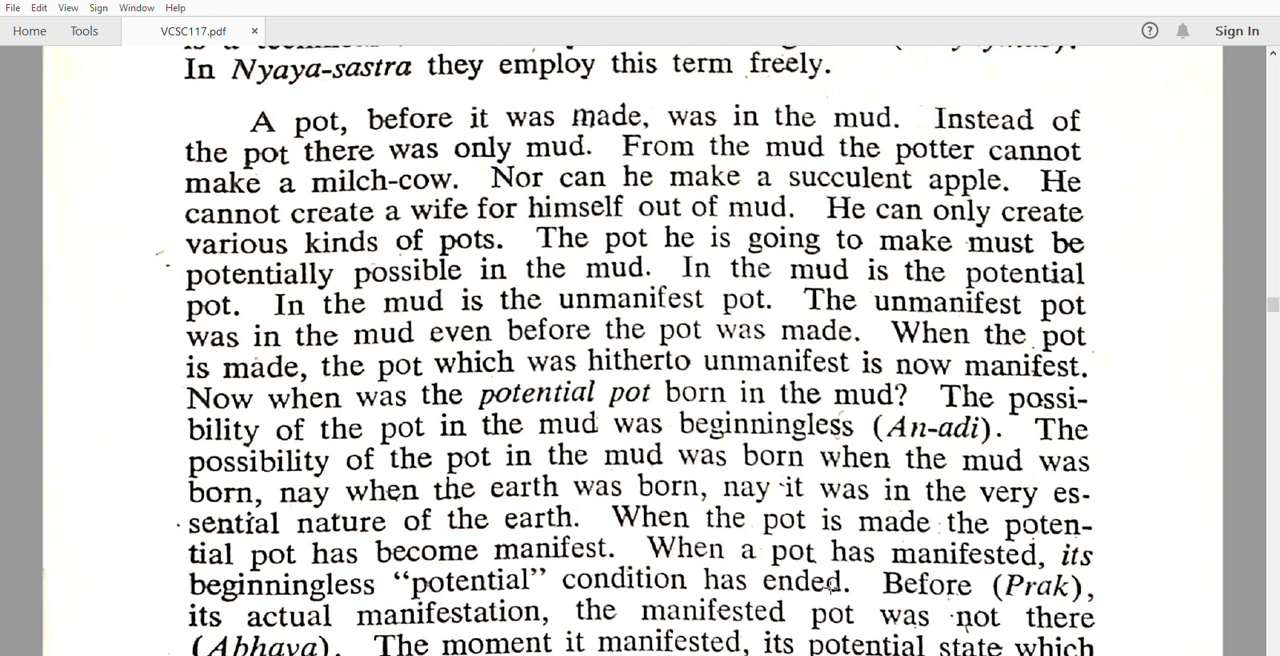 File Edit View Sign Window Help
Home Tools VCSC117.pdf × Sign In
In Nyaya-sastra they employ this term freely.
A pot, before it was made, was in the mud. Instead of
the pot there was only mud. From the mud the potter cannot
make a milch-cow. Nor can he make a succulent apple. He
cannot create a wife for himself out of mud. He can only create
various kinds of pots. The pot he is going to make must be
potentially possible in the mud. In the mud is the potential
pot. In the mud is the unmanifest pot. The unmanifest pot
was in the mud even before the pot was made. When the pot
is made, the pot which was hitherto unmanifest is now manifest.
Now when was the potential pot born in the mud? The possi-
bility of the pot in the mud was beginningless (An-adi). The
possibility of the pot in the mud was born when the mud was
born, nay when the earth was born, nay it was in the very es-
sential nature of the earth. When the pot is made the poten-
tial pot has become manifest. When a pot has manifested, its
beginningless “potential” condition has ended. Before (Prak),
its actual manifestation, the manifested pot was not there
(Abhava). The moment it manifested, its potential state which